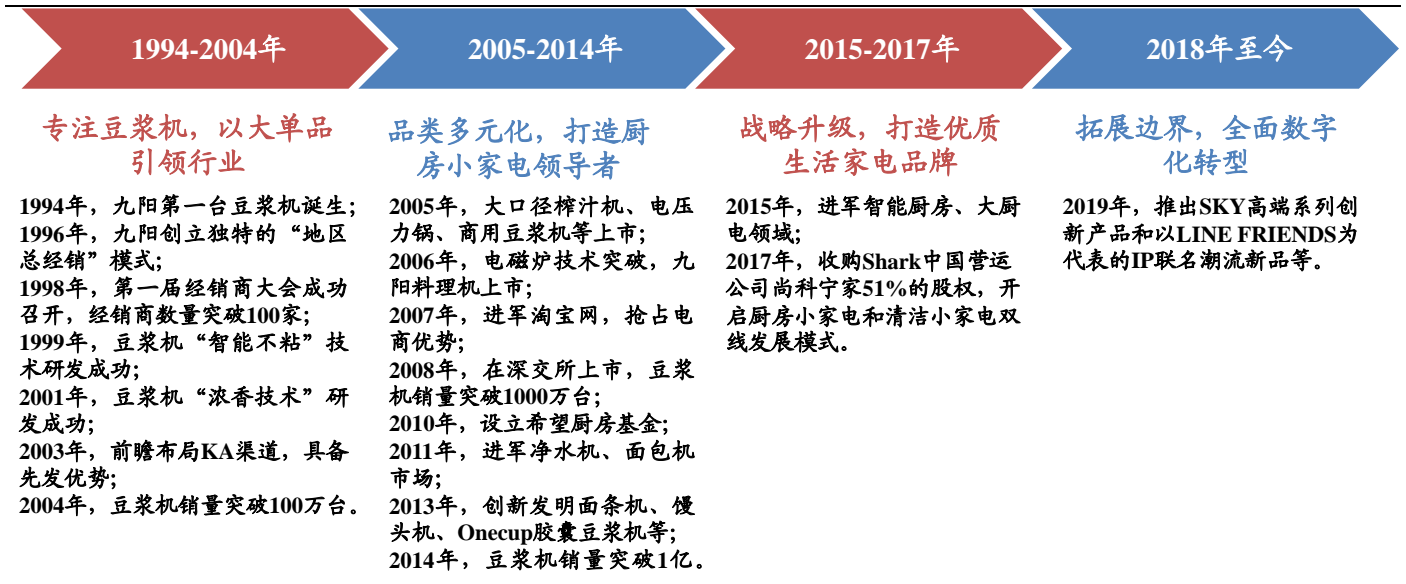 1994-2004年
2005-2014年
2015-2017年
2018年至今
专注豆浆机，以大单品
引领行业
1994年，九阳第一台豆浆机诞生；
1996年，九阳创立独特的“地区
总经销”模式；
1998年，第一届经销商大会成功
召开，经销商数量突破100家；
1999年，豆浆机“智能不粘”技
术研发成功；
2001年，豆浆机“浓香技术”研
发成功；
2003年，前瞻布局KA渠道，具备
先发优势；
2004年，豆浆机销量突破100万台。
品类多元化，打造厨
房小家电领导者
2005年，大口径榨汁机、电压
力锅、商用豆浆机等上市；
2006年，电磁炉技术突破，九
阳料理机上市；
2007年，进军淘宝网，抢占电
商优势；
2008年，在深交所上市，豆浆
机销量突破1000万台；
2010年，设立希望厨房基金；
2011年，进军净水机、面包机
市场；
2013年，创新发明面条机、馒
头机、Onecup胶囊豆浆机等；
2014年，豆浆机销量突破1亿。
战略升级，打造优质
生活家电品牌
2015年，进军智能厨房、大厨
电领域；
2017年，收购Shark中国营运
公司尚科宁家51%的股权，开
启厨房小家电和清洁小家电双
线发展模式。
拓展边界，全面数字
化转型
2019年，推出SKY高端系列创
新产品和以LINE FRIENDS为
代表的IP联名潮流新品等。